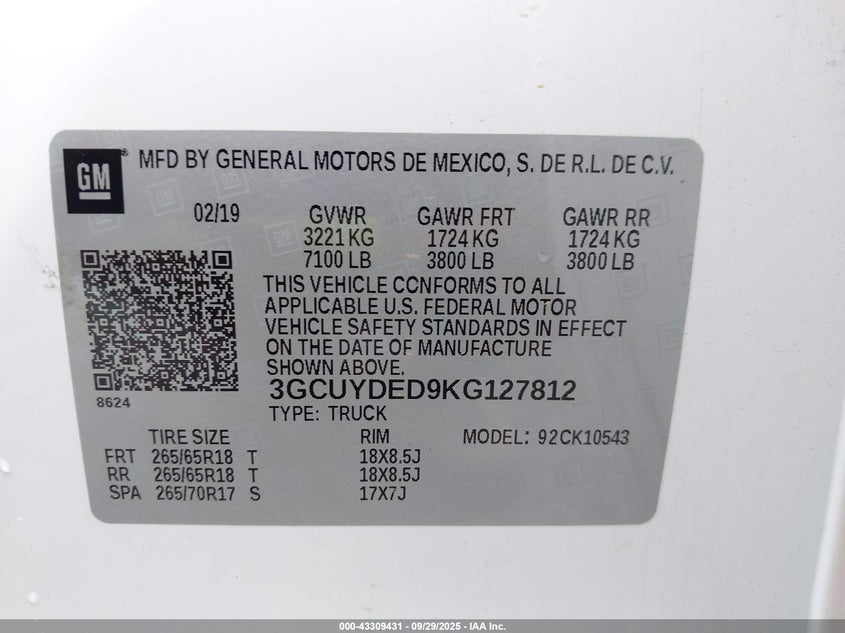 GM ® MFD BY GENERAL MOTORS DE MEXICO, S. DE R.L. DE C.V.
02/19 GVWR GAWR FRT GAWR RR
3221 KG 1724 KG 1724 KG
7100 LB 3800 LB 3800 LB
THIS VEHICLE CONFORMS TO ALL
APPLICABLE U.S. FEDERAL MOTOR
VEHICLE SAFETY STANDARDS IN EFFECT
ON THE DATE OF MANUFACTURE
SHOWN ABOVE.
3GCUYDED9KG127812
8624
TYPE: TRUCK
TIRE SIZE RIM MODEL: 92CK10543
FRT 265/65R18 T 18X8.5J
RR 265/65R18 T 18X8.5J
SPA 265/70R17 S 17X7J
000-43309431 - 09/29/2025 - IAA Inc.